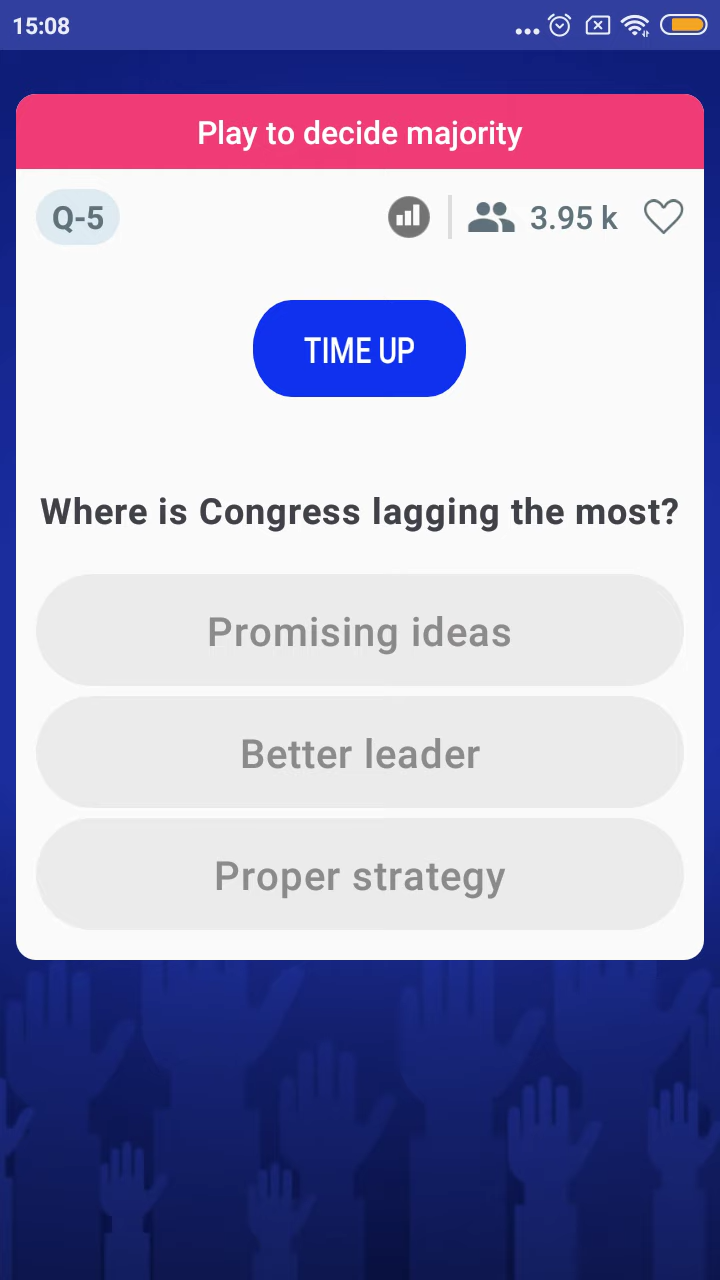 15:08
Play to decide majority
Q-5
3.95 k
TIME UP
Where is Congress lagging the most?
Promising ideas
Better leader
Proper strategy